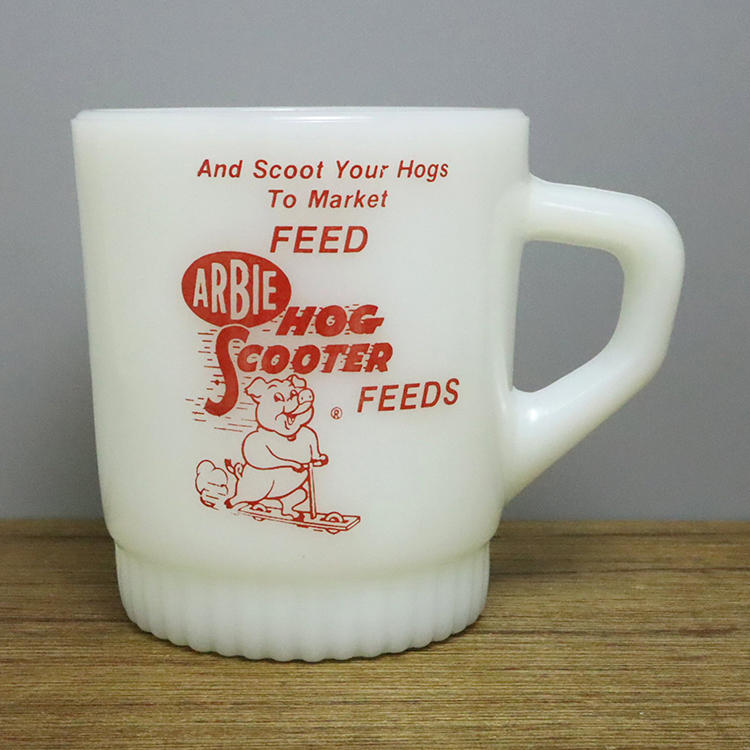 And Scoot Your Hogs
To Market
FEED
ARBIE
HOG
SCOOTER
FEEDS
®